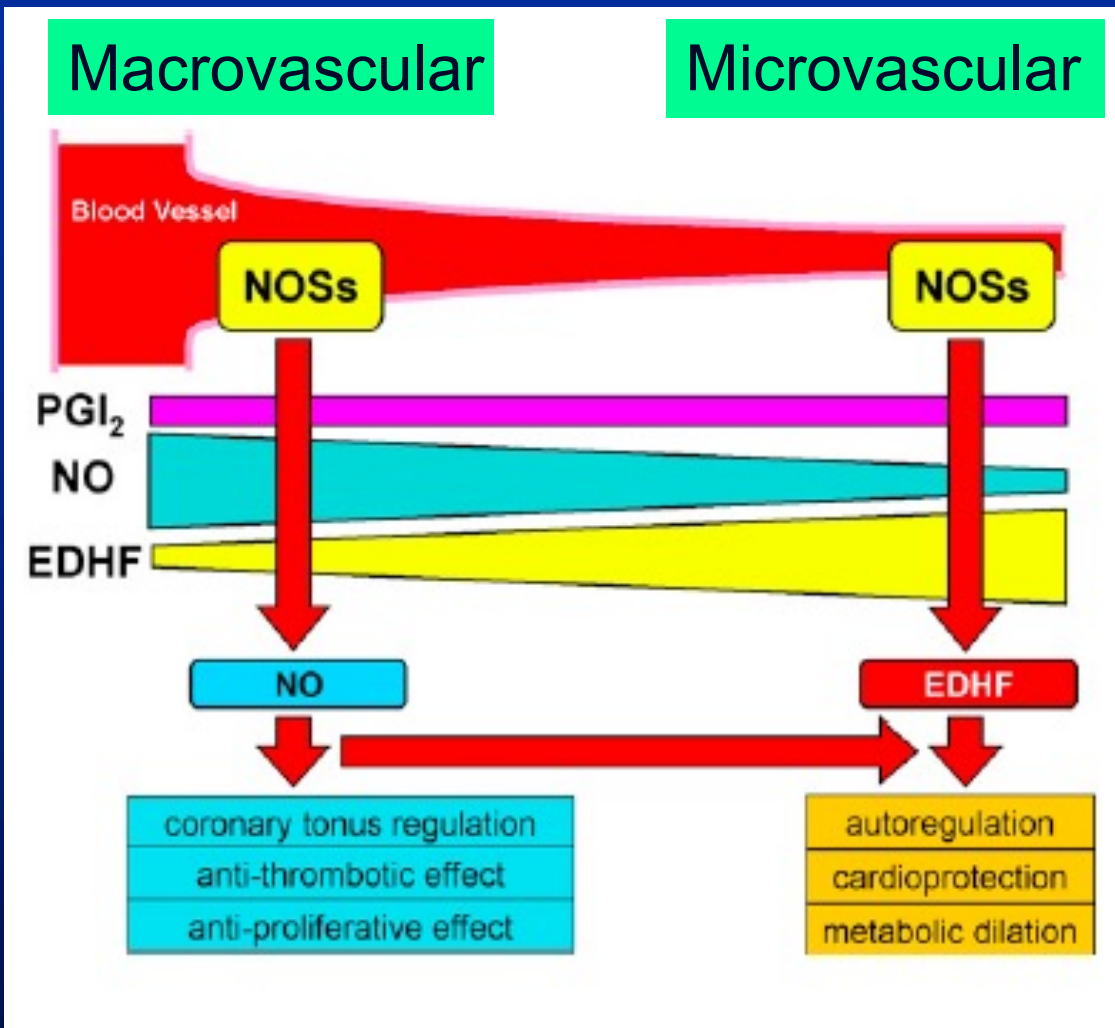 Macrovascular
Microvascular
Blood Vessel
NOSs
NOSs
PGI₂
NO
EDHF
NO
EDHF
coronary tonus regulation
anti-thrombotic effect
anti-proliferative effect
autoregulation
cardioprotection
metabolic dilation